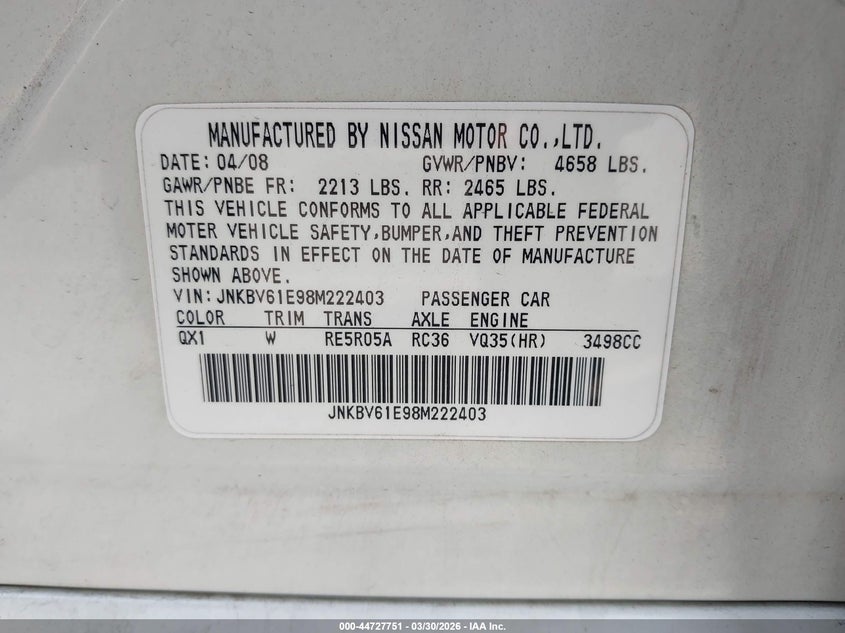 MANUFACTURED BY NISSAN MOTOR CO.,LTD.
DATE: 04/08 GVWR/PNBV: 4658 LBS.
GAWR/PNBE FR: 2213 LBS. RR: 2465 LBS.
THIS VEHICLE CONFORMS TO ALL APPLICABLE FEDERAL
MOTER VEHICLE SAFETY,BUMPER,AND THEFT PREVENTION
STANDARDS IN EFFECT ON THE DATE OF MANUFACTURE
SHOWN ABOVE.
VIN: JNKBV61E98M222403 PASSENGER CAR
COLOR TRIM TRANS AXLE ENGINE
QX1 W RE5R05A RC36 VQ35(HR) 3498CC
JNKBV61E98M222403
000-44727751 — 03/30/2026 — IAA Inc.